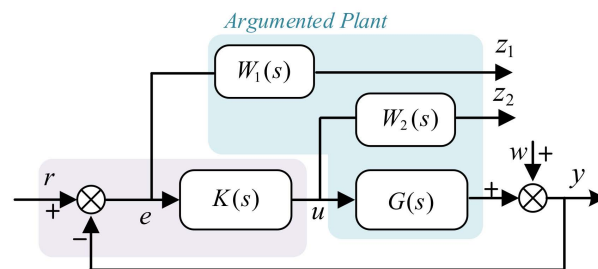 Argumented Plant
z₁
W₁(s)
z₂
W₂(s)
w +
r
K(s)
G(s)
+
y
+
e
u
−